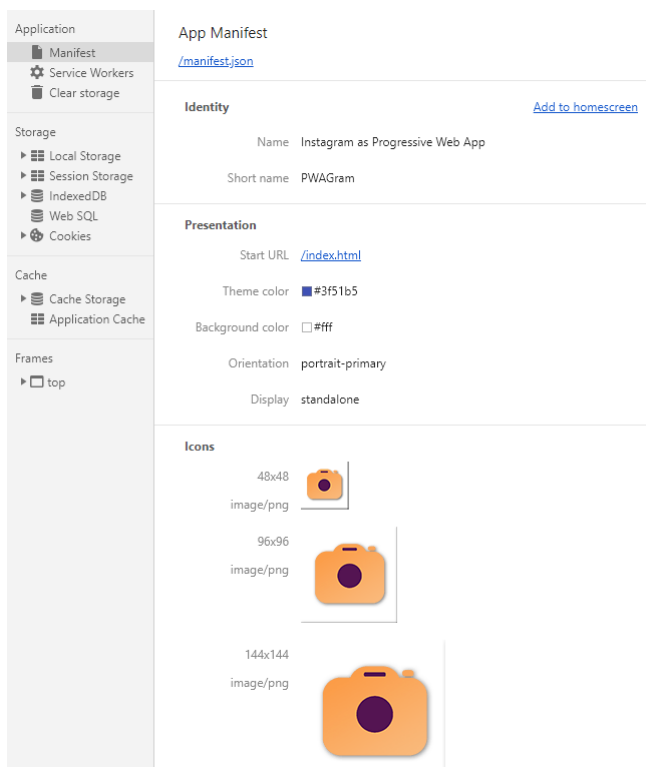 Application
Manifest
Service Workers
Clear storage
Storage
Local Storage
Session Storage
IndexedDB
Web SQL
Cookies
Cache
Cache Storage
Application Cache
Frames
top
App Manifest
/manifest.json
Identity Add to homescreen
Name Instagram as Progressive Web App
Short name PWAGram
Presentation
Start URL /index.html
Theme color #3f51b5
Background color #fff
Orientation portrait-primary
Display standalone
Icons
48x48
image/png
96x96
image/png
144x144
image/png